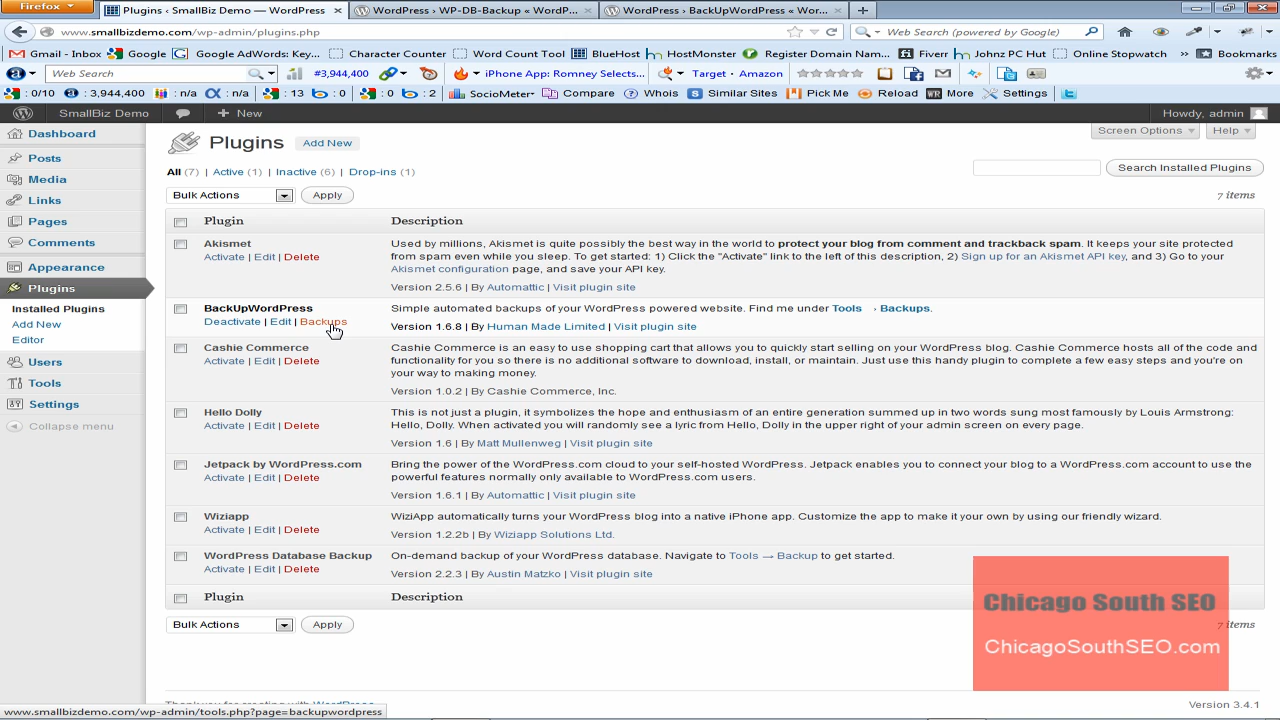 Firefox
Plugins ‹ SmallBiz Demo — WordPress ×
WordPress › WP-DB-Backup « WordP... ×
WordPress › BackUpWordPress « Wor... ×
www.smallbizdemo.com/wp-admin/plugins.php
Web Search (powered by Google)
Gmail - Inbox Google Google AdWords Key... Character Counter Word Count Tool BlueHost HostMonster Register Domain Nam... Fiverr Johnz PC Hut Online Stopwatch Bookmarks
Web Search #3,944,400 iPhone App: Romney Selects... Target · Amazon
: 0/10 : 3,944,400 : n/a : n/a : 13 : 0 : 0 : 2 SocioMeter Compare Whois Similar Sites Pick Me Reload More Settings
SmallBiz Demo + New Howdy, admin
Dashboard
Posts
Media
Links
Pages
Comments
Appearance
Plugins
Installed Plugins
Add New
Editor
Users
Tools
Settings
Collapse menu
Screen Options Help
Plugins Add New
All (7) | Active (1) | Inactive (6) | Drop-ins (1)
Search Installed Plugins
Bulk Actions Apply 7 items
Plugin Description
Akismet
Activate | Edit | Delete
Used by millions, Akismet is quite possibly the best way in the world to protect your blog from comment and trackback spam. It keeps your site protected
from spam even while you sleep. To get started: 1) Click the "Activate" link to the left of this description, 2) Sign up for an Akismet API key, and 3) Go to your
Akismet configuration page, and save your API key.
Version 2.5.6 | By Automattic | Visit plugin site
BackUpWordPress
Deactivate | Edit | Backups
Simple automated backups of your WordPress powered website. Find me under Tools › Backups.
Version 1.6.8 | By Human Made Limited | Visit plugin site
Cashie Commerce
Activate | Edit | Delete
Cashie Commerce is an easy to use shopping cart that allows you to quickly start selling on your WordPress blog. Cashie Commerce hosts all of the code and
functionality for you so there is no additional software to download, install, or maintain. Just use this handy plugin to complete a few easy steps and you're on
your way to making money.
Version 1.0.2 | By Cashie Commerce, Inc.
Hello Dolly
Activate | Edit | Delete
This is not just a plugin, it symbolizes the hope and enthusiasm of an entire generation summed up in two words sung most famously by Louis Armstrong:
Hello, Dolly. When activated you will randomly see a lyric from Hello, Dolly in the upper right of your admin screen on every page.
Version 1.6 | By Matt Mullenweg | Visit plugin site
Jetpack by WordPress.com
Activate | Edit | Delete
Bring the power of the WordPress.com cloud to your self-hosted WordPress. Jetpack enables you to connect your blog to a WordPress.com account to use the
powerful features normally only available to WordPress.com users.
Version 1.6.1 | By Automattic | Visit plugin site
Wiziapp
Activate | Edit | Delete
WiziApp automatically turns your WordPress blog into a native iPhone app. Customize the app to make it your own by using our friendly wizard.
Version 1.2.2b | By Wiziapp Solutions Ltd.
WordPress Database Backup
Activate | Edit | Delete
On-demand backup of your WordPress database. Navigate to Tools → Backup to get started.
Version 2.2.3 | By Austin Matzko | Visit plugin site
Plugin Description
Bulk Actions Apply 7 items
Chicago South SEO
ChicagoSouthSEO.com
Thank you for creating with WordPress
Version 3.4.1
www.smallbizdemo.com/wp-admin/tools.php?page=backupwordpress